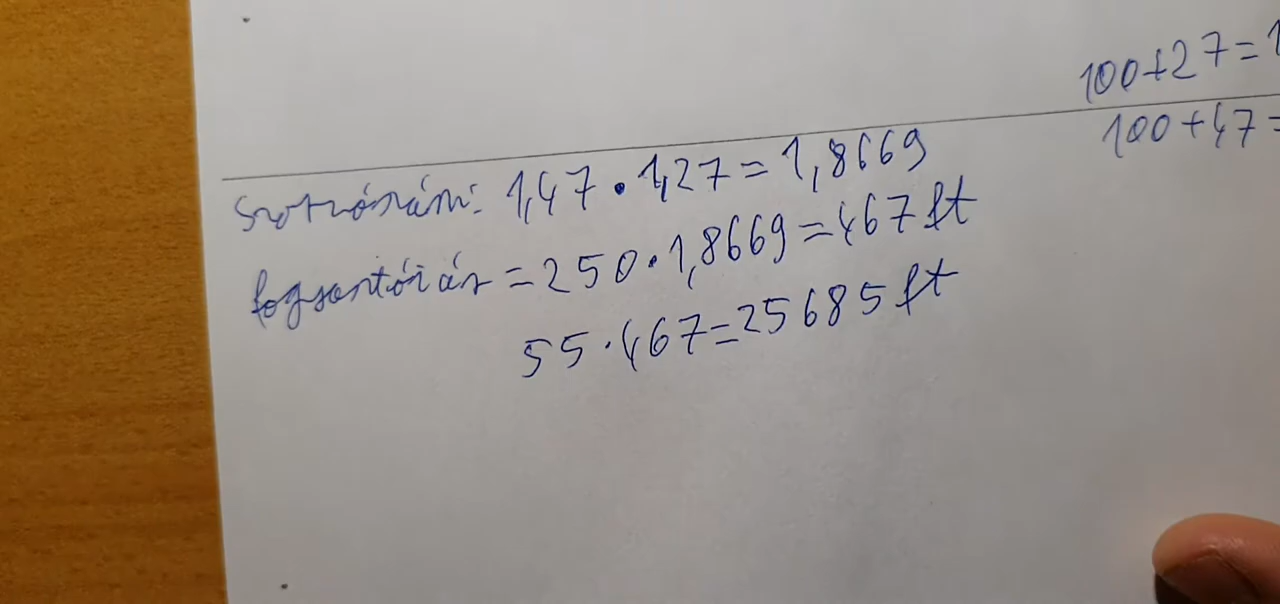 100+27=1
100+47=
szorzószám: 1,47 · 1,27 = 1,8669
fogyasztói ár = 250 · 1,8669 = 467 ft
55 · 467 = 25685 ft